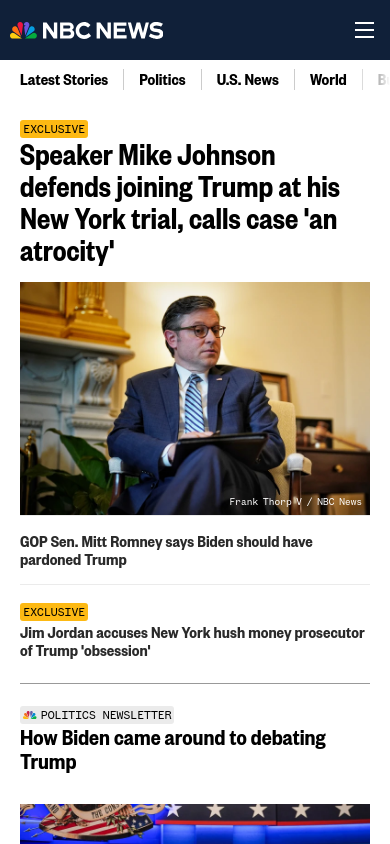 NBC NEWS
Latest Stories
Politics
U.S. News
World
EXCLUSIVE
Speaker Mike Johnson
defends joining Trump at his
New York trial, calls case 'an
atrocity'
Frank Thorp V / NBC News
GOP Sen. Mitt Romney says Biden should have
pardoned Trump
EXCLUSIVE
Jim Jordan accuses New York hush money prosecutor
of Trump 'obsession'
POLITICS NEWSLETTER
How Biden came around to debating
Trump
THE CONS